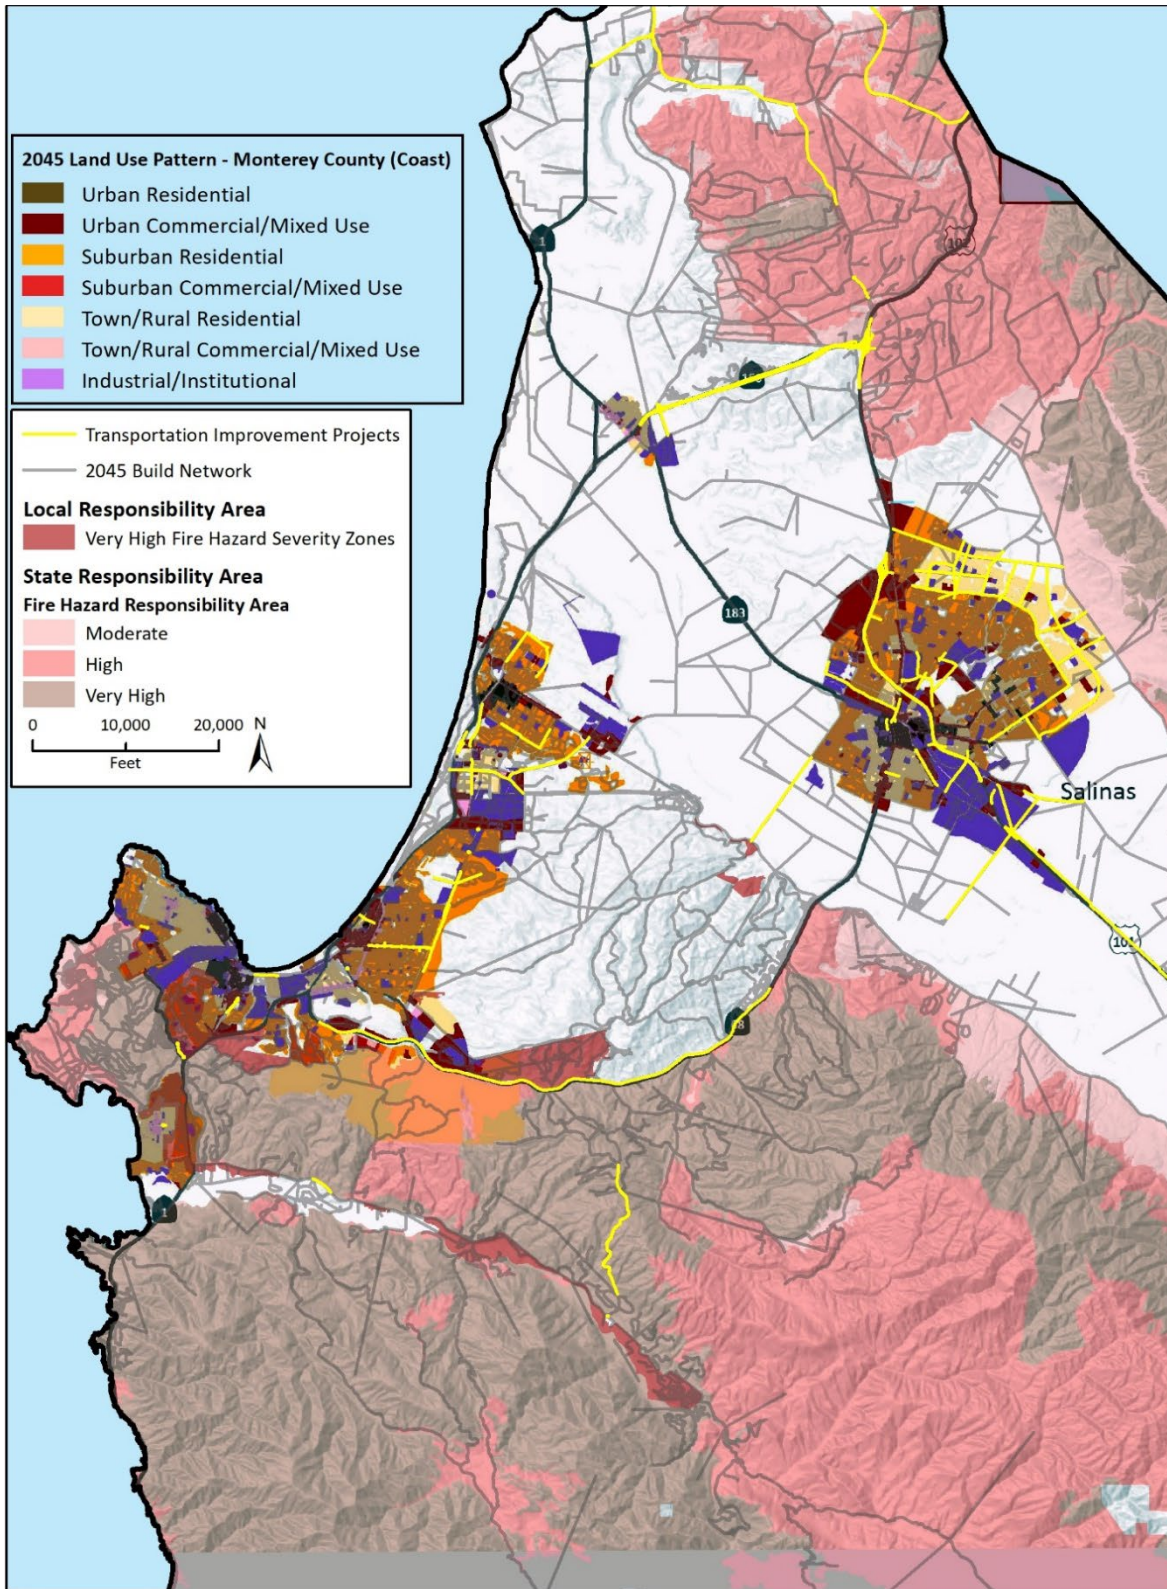 2045 Land Use Pattern - Monterey County (Coast)
Urban Residential
Urban Commercial/Mixed Use
Suburban Residential
Suburban Commercial/Mixed Use
Town/Rural Residential
Town/Rural Commercial/Mixed Use
Industrial/Institutional
Transportation Improvement Projects
2045 Build Network
Local Responsibility Area
Very High Fire Hazard Severity Zones
State Responsibility Area
Fire Hazard Responsibility Area
Moderate
High
Very High
0 10,000 20,000 N
Feet
1
183
Salinas
1